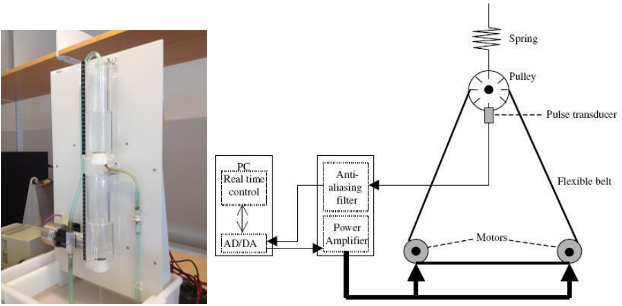 Spring
Pulley
Pulse transducer
PC
Real time
control
AD/DA
Anti-
aliasing
filter
Power
Amplifier
Flexible belt
Motors